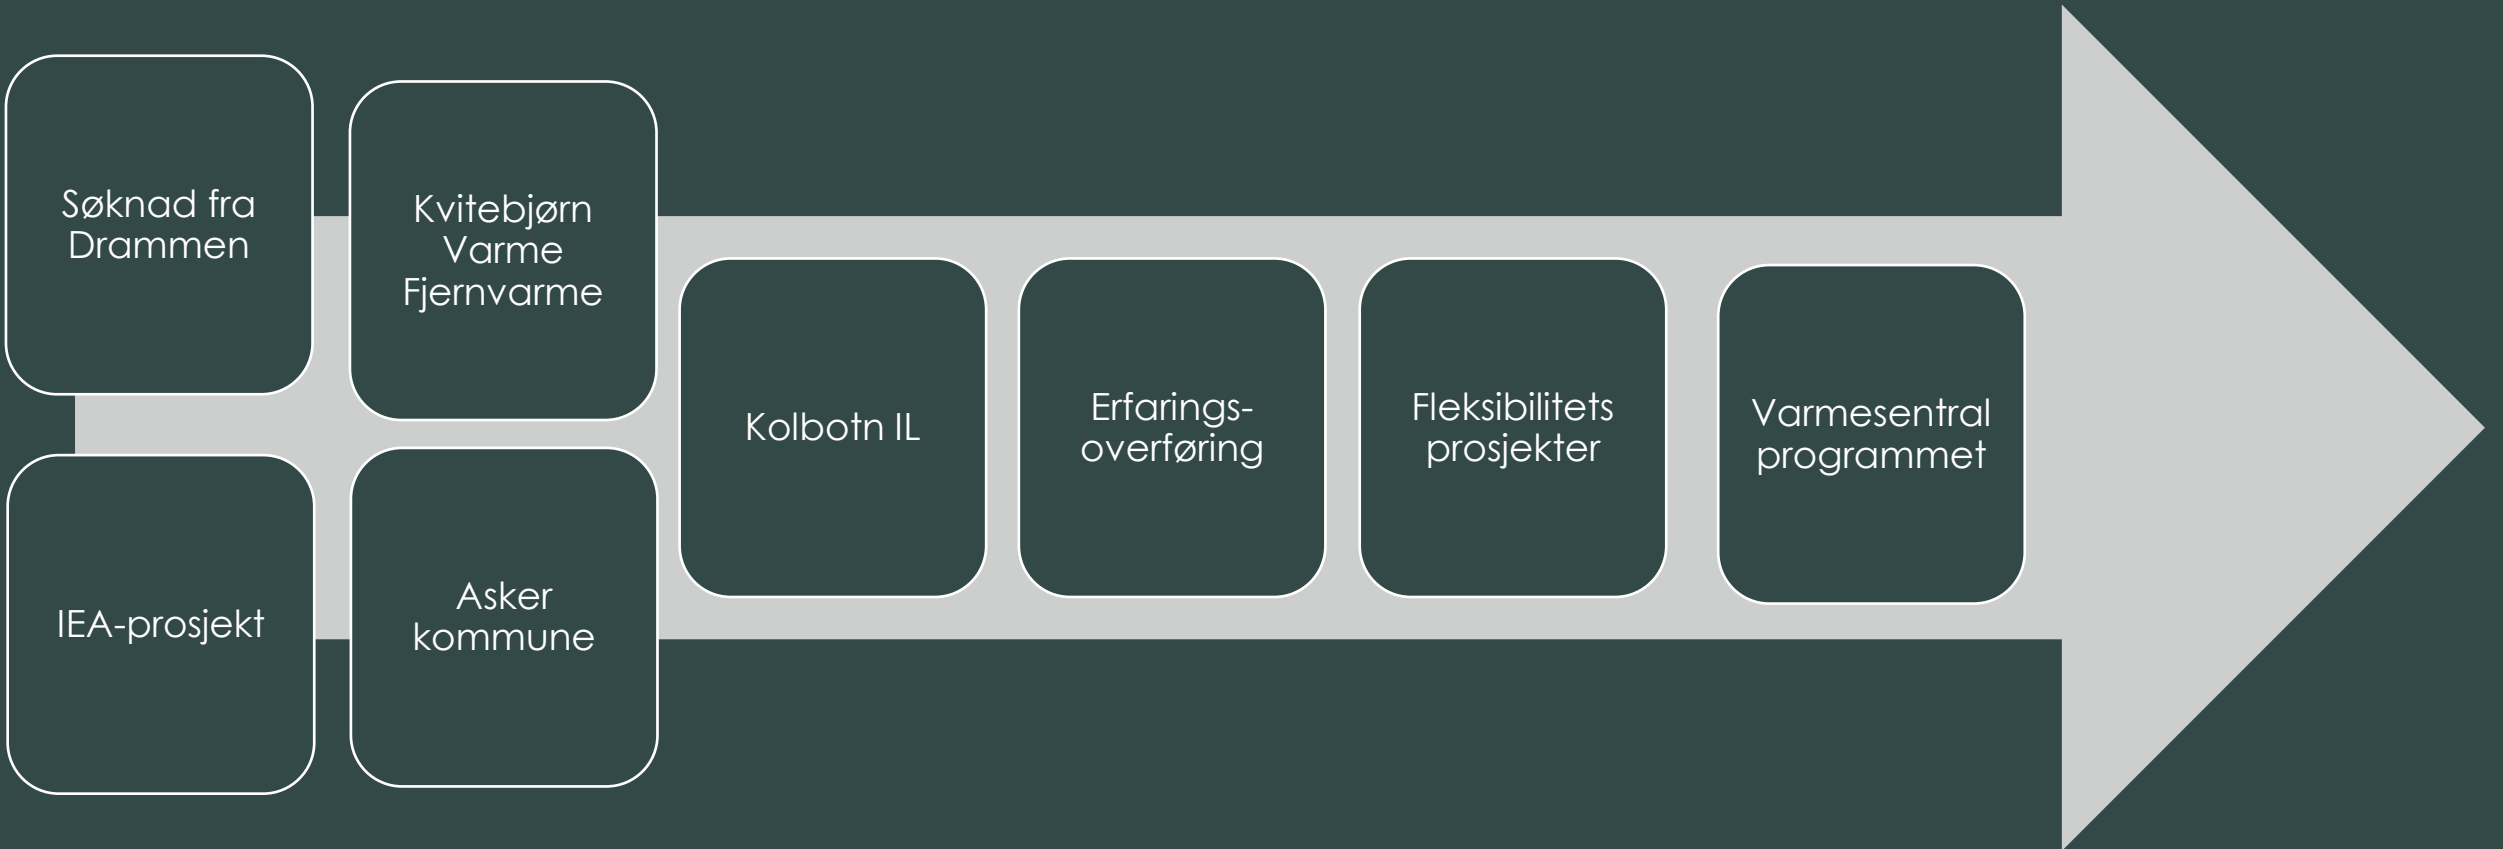 Søknad fra
Drammen
IEA-prosjekt
Kvitebjørn
Varme
Fjernvarme
Asker
kommune
Kolbotn IL
Erfarings-
overføring
Fleksibilitets
prosjekter
Varmesentral
programmet